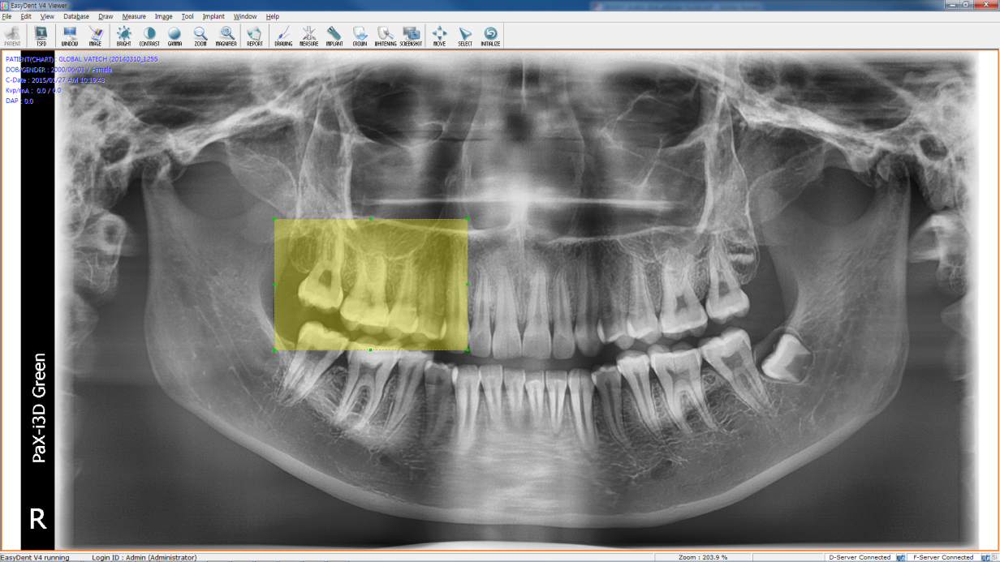 EasyDent V4 Viewer
File Edit View Database Draw Measure Image Tool Implant Window Help
PATIENT TSFD WINDOW IMAGE BRIGHT CONTRAST GAMMA ZOOM MAGNIFIER REPORT DRAWING MEASURE IMPLANT CROWN WHITENING SCREENSHOT MOVE SELECT INITIALIZE
PATIENT(CHART) : GLOBAL VATECH (20140310_1255
DOB/GENDER : 2000/06/01 / Female
C-Date : 2015/01/27 AM 10:19:43
Kvp/mA : 0.0 / 0.0
DAP : 0.0
PaX-i3D Green
R
EasyDent V4 running Login ID : Admin (Administrator) Zoom : 203.9 % D-Server Connected F-Server Connected